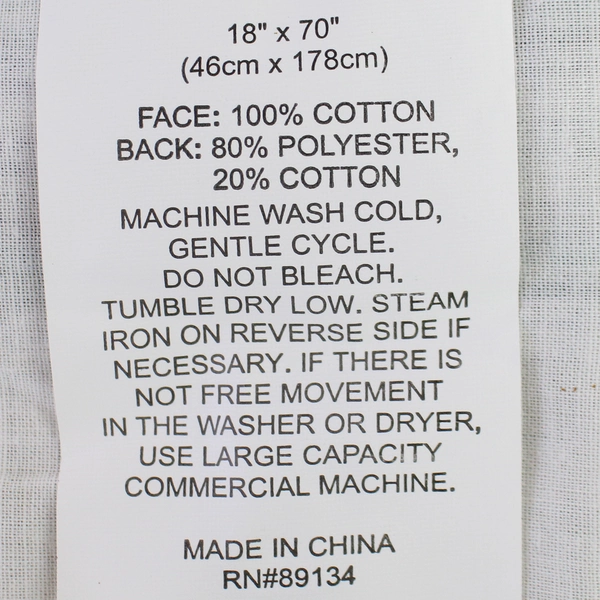 18" x 70"
(46cm x 178cm)
FACE: 100% COTTON
BACK: 80% POLYESTER,
20% COTTON
MACHINE WASH COLD,
GENTLE CYCLE.
DO NOT BLEACH.
TUMBLE DRY LOW. STEAM
IRON ON REVERSE SIDE IF
NECESSARY. IF THERE IS
NOT FREE MOVEMENT
IN THE WASHER OR DRYER,
USE LARGE CAPACITY
COMMERCIAL MACHINE.
MADE IN CHINA
RN#89134